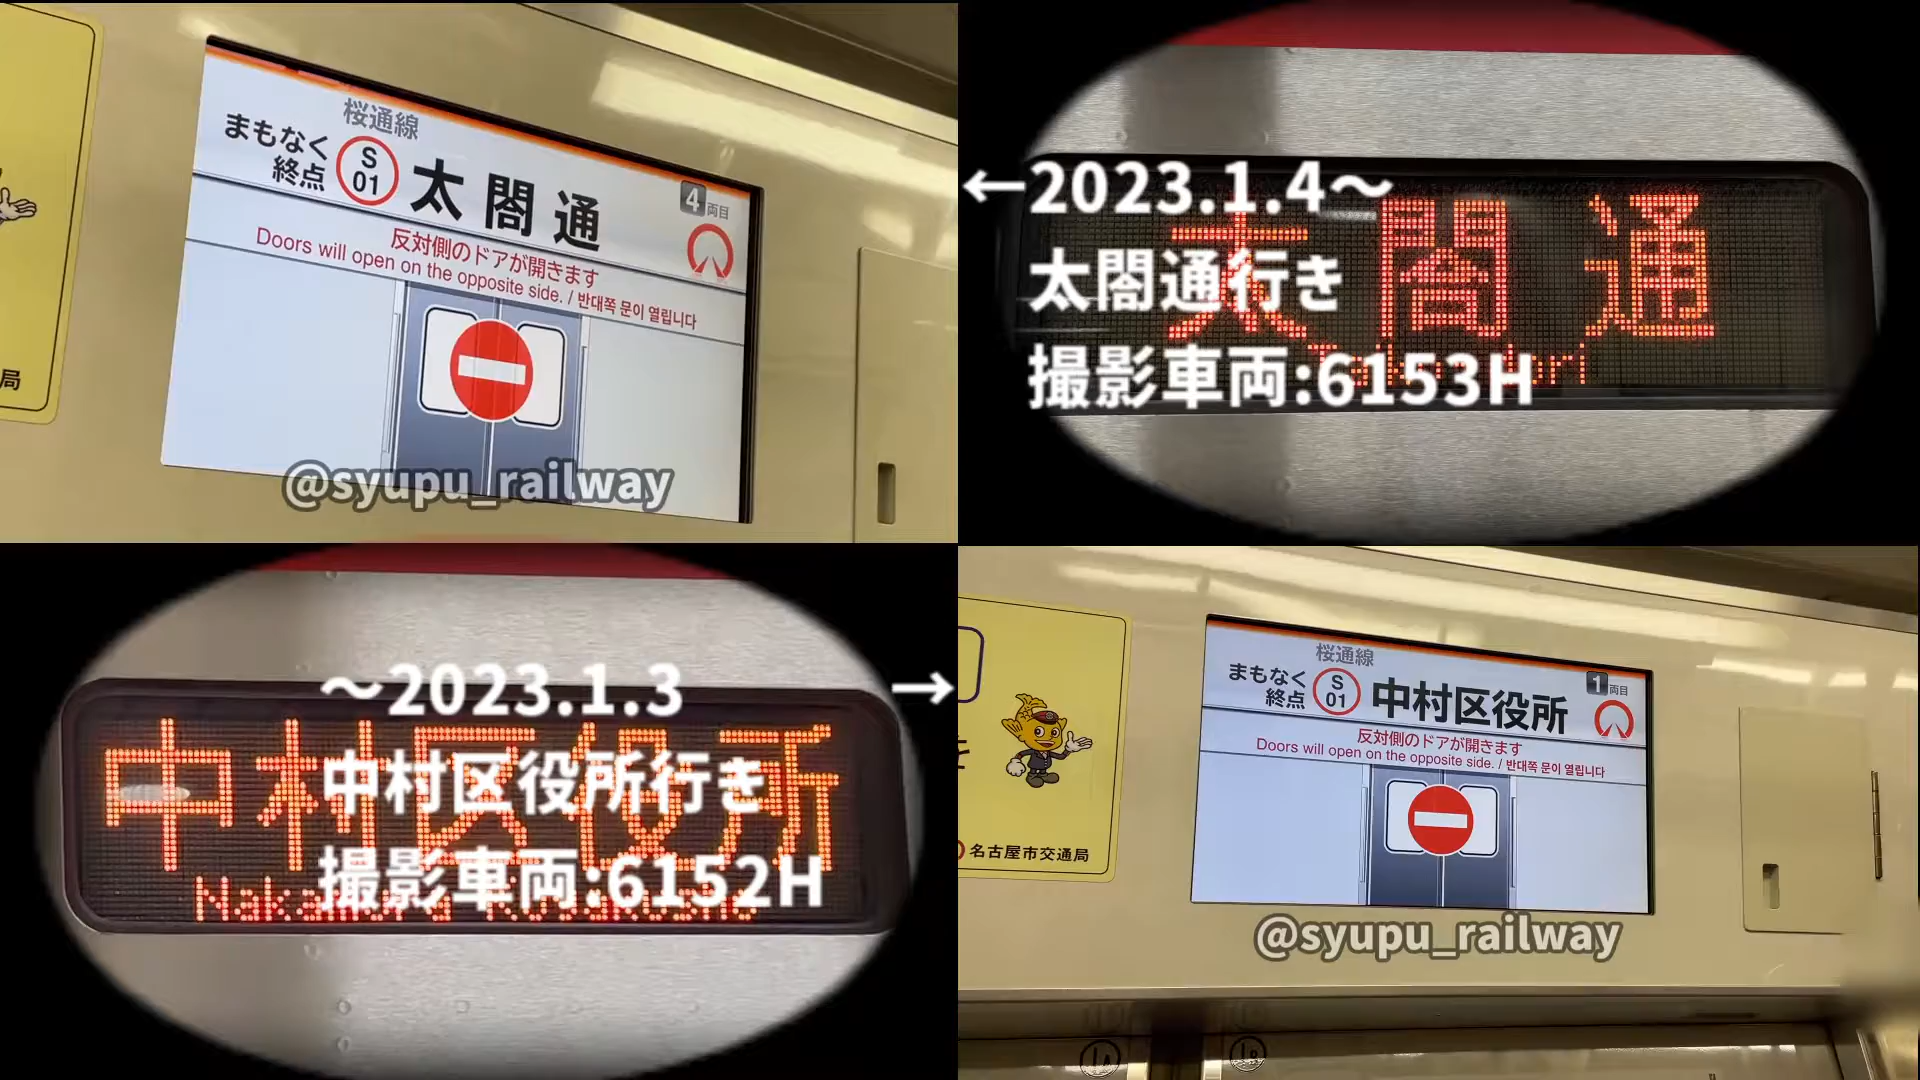 桜通線
まもなく
終点
S
01
太閤通
4両目
反対側のドアが開きます
Doors will open on the opposite side. / 반대쪽 문이 열립니다
局
@syupu_railway
←2023.1.4～
太閤通行き
撮影車両:6153H
太閤通
～2023.1.3 →
中村区役所行き
撮影車両:6152H
中村区役所
桜通線
まもなく
終点
S
01
中村区役所
1両目
反対側のドアが開きます
Doors will open on the opposite side. / 반대쪽 문이 열립니다
名古屋市交通局
@syupu_railway
1A